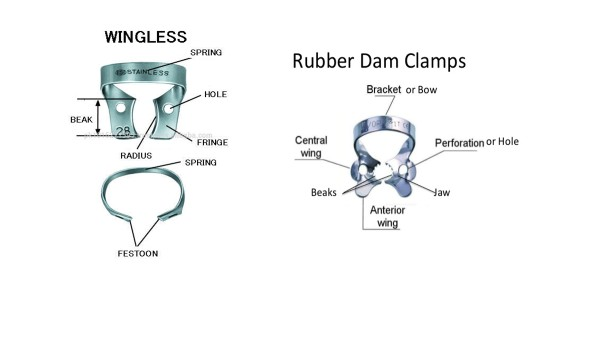 WINGLESS
SPRING
STAINLESS
HOLE
BEAK
28
FRINGE
RADIUS
SPRING
FESTOON
Rubber Dam Clamps
Bracket or Bow
Central
wing
Perforation or Hole
Beaks
Jaw
Anterior
wing